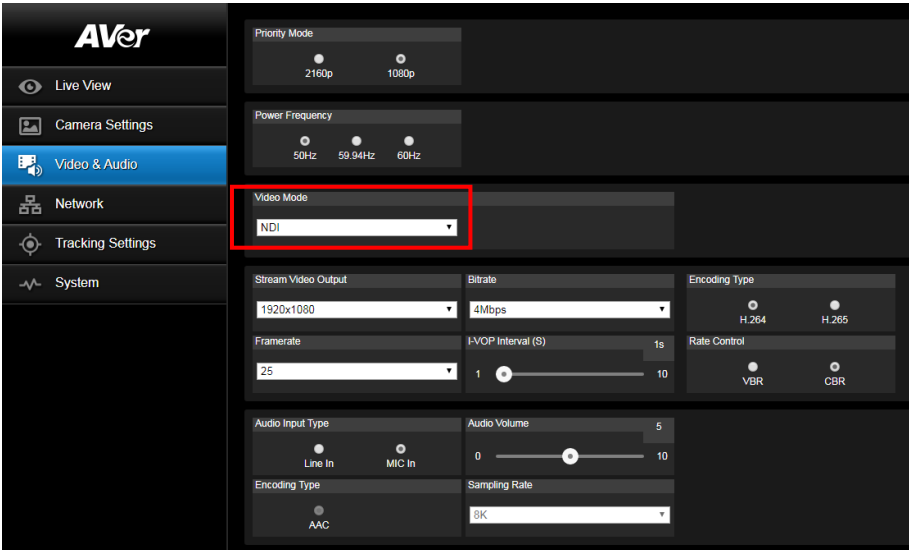 AVer
Live View
Camera Settings
Video & Audio
Network
Tracking Settings
System
Priority Mode
2160p 1080p
Power Frequency
50Hz 59.94Hz 60Hz
Video Mode
NDI
Stream Video Output Bitrate Encoding Type
1920x1080 4Mbps H.264 H.265
Framerate I-VOP Interval (S) 1s Rate Control
25 1 10 VBR CBR
Audio Input Type Audio Volume 5
Line In MIC In 0 10
Encoding Type Sampling Rate
AAC 8K